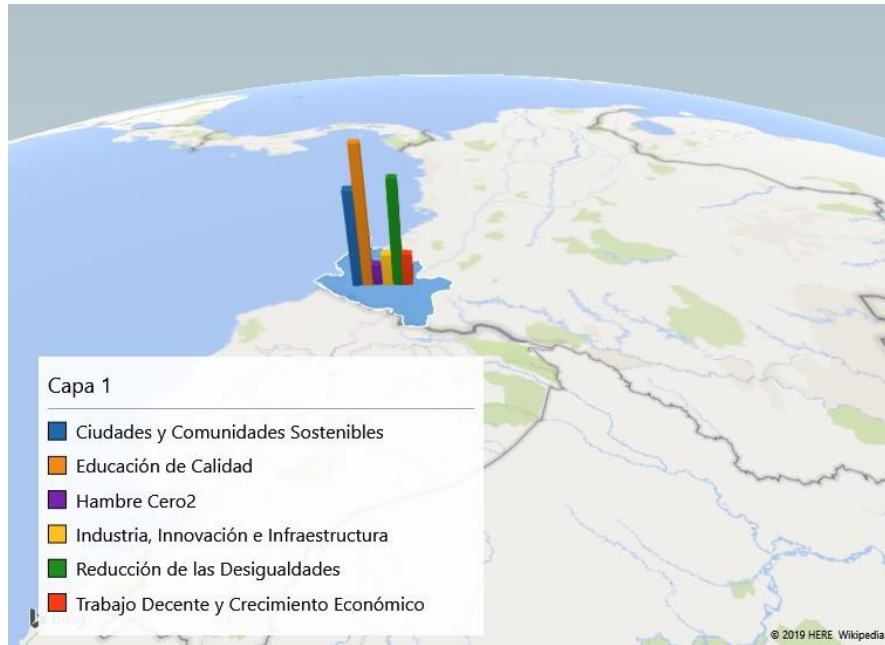 Capa 1
Ciudades y Comunidades Sostenibles
Educación de Calidad
Hambre Cero2
Industria, Innovación e Infraestructura
Reducción de las Desigualdades
Trabajo Decente y Crecimiento Económico
bing
© 2019 HERE Wikipedia